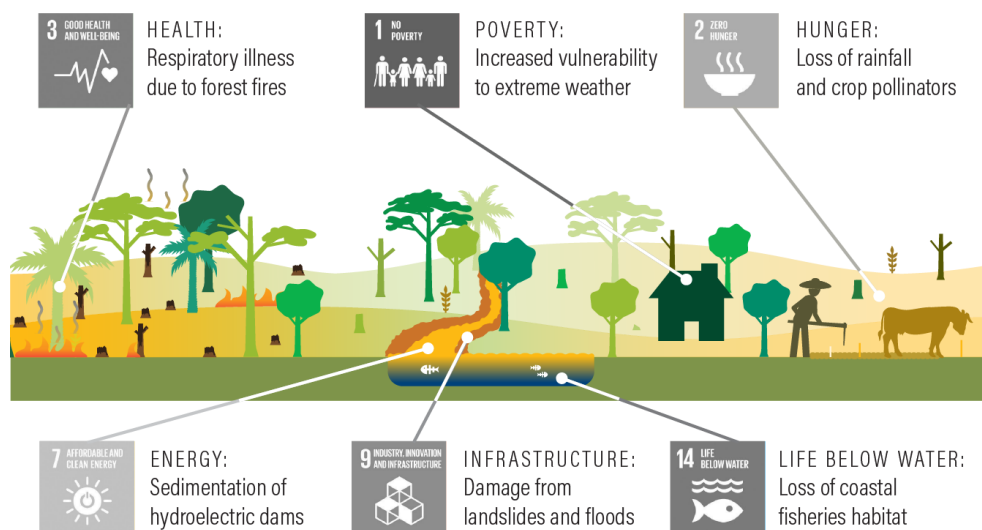 3 GOOD HEALTH
AND WELL-BEING
HEALTH:
Respiratory illness
due to forest fires
1 NO
POVERTY
POVERTY:
Increased vulnerability
to extreme weather
2 ZERO
HUNGER
HUNGER:
Loss of rainfall
and crop pollinators
7 AFFORDABLE AND
CLEAN ENERGY
ENERGY:
Sedimentation of
hydroelectric dams
9 INDUSTRY, INNOVATION
AND INFRASTRUCTURE
INFRASTRUCTURE:
Damage from
landslides and floods
14 LIFE
BELOW WATER
LIFE BELOW WATER:
Loss of coastal
fisheries habitat